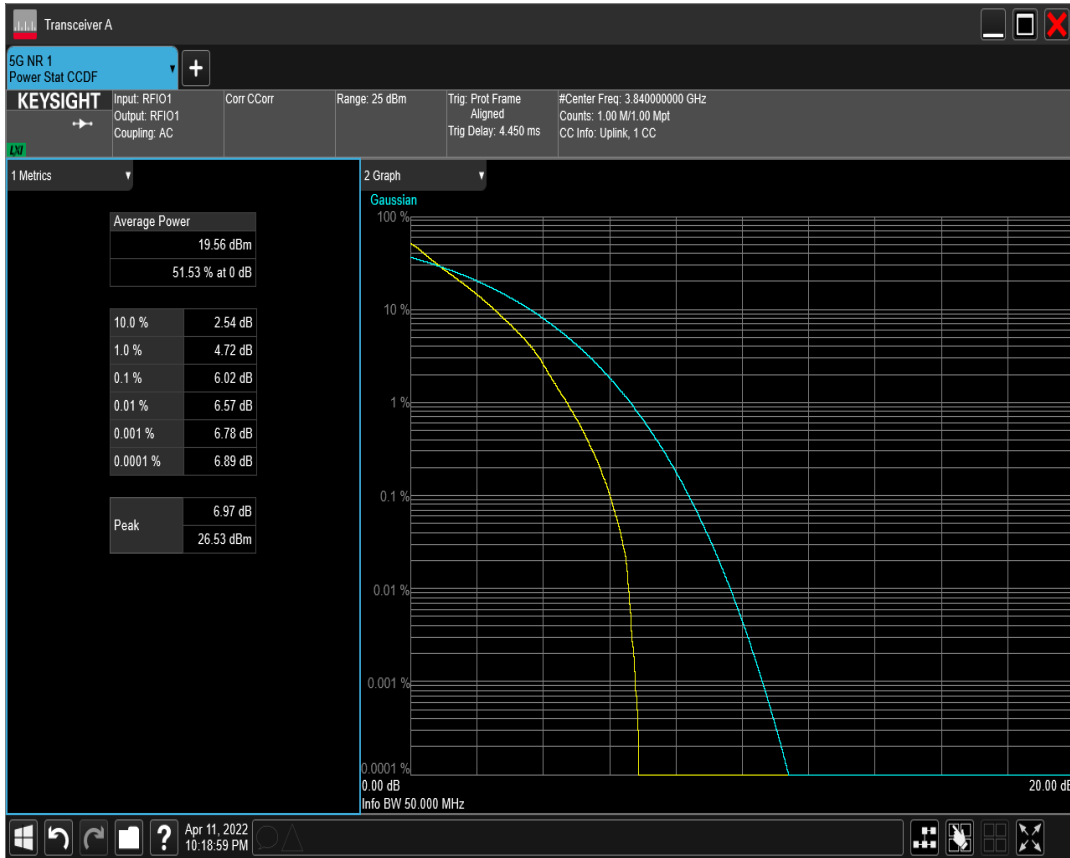 Transceiver A
5G NR 1
Power Stat CCDF
KEYSIGHT
LXI
Input: RFIO1
Output: RFIO1
Coupling: AC
Corr CCorr
Range: 25 dBm
Trig: Prot Frame
Aligned
Trig Delay: 4.450 ms
#Center Freq: 3.840000000 GHz
Counts: 1.00 M/1.00 Mpt
CC Info: Uplink, 1 CC
1 Metrics
Average Power
19.56 dBm
51.53 % at 0 dB
10.0 % 2.54 dB
1.0 % 4.72 dB
0.1 % 6.02 dB
0.01 % 6.57 dB
0.001 % 6.78 dB
0.0001 % 6.89 dB
Peak
6.97 dB
26.53 dBm
2 Graph
Gaussian
100 %
10 %
1 %
0.1 %
0.01 %
0.001 %
0.0001 %
0.00 dB
20.00 dB
Info BW 50.000 MHz
?
Apr 11, 2022
10:18:59 PM